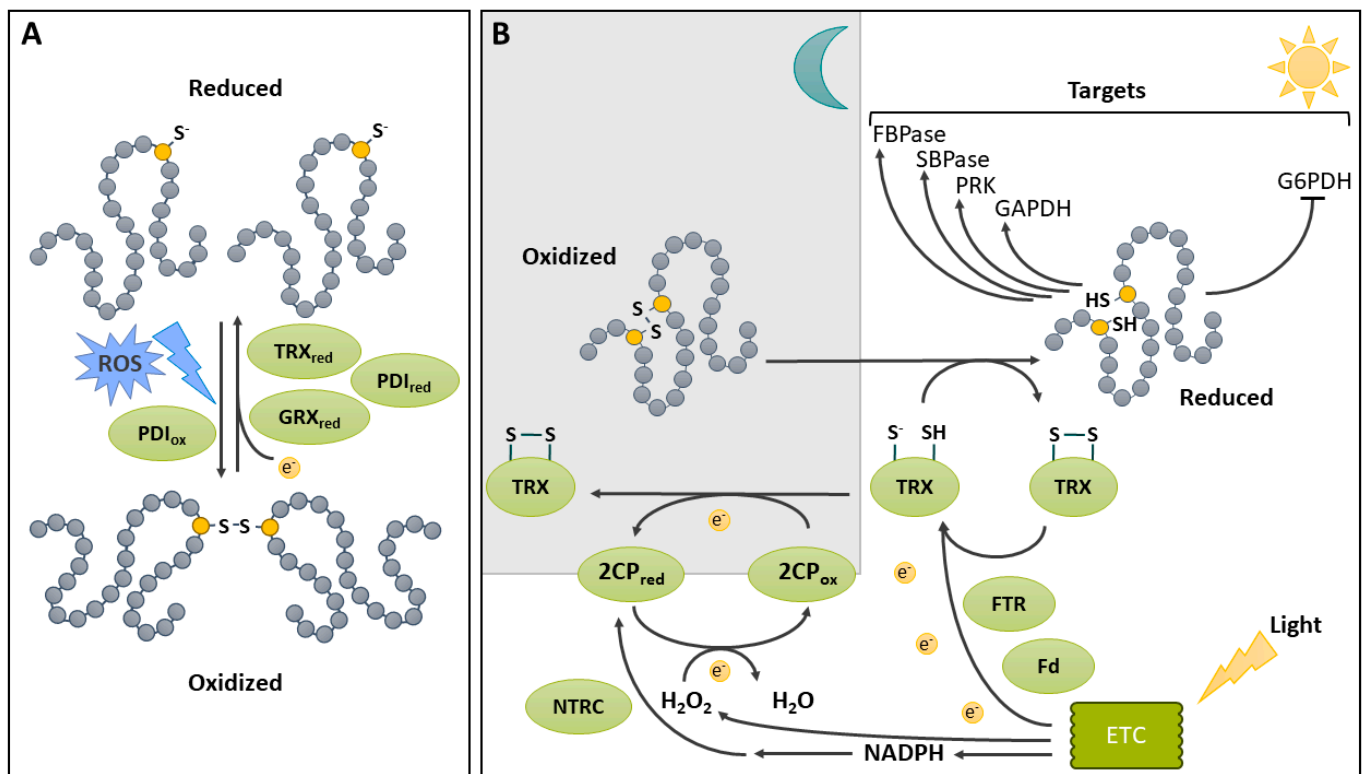 A
Reduced
S-
S-
ROS
TRXred
PDIred
GRXred
PDIox
e-
S-S
Oxidized
B
Targets
FBPase
SBPase
PRK
GAPDH
G6PDH
Oxidized
S
S
HS
SH
Reduced
S S
TRX
S- SH
TRX
S S
TRX
e-
2CPred
2CPox
e-
FTR
e-
Fd
Light
e-
NTRC
H2O2
H2O
e-
ETC
NADPH